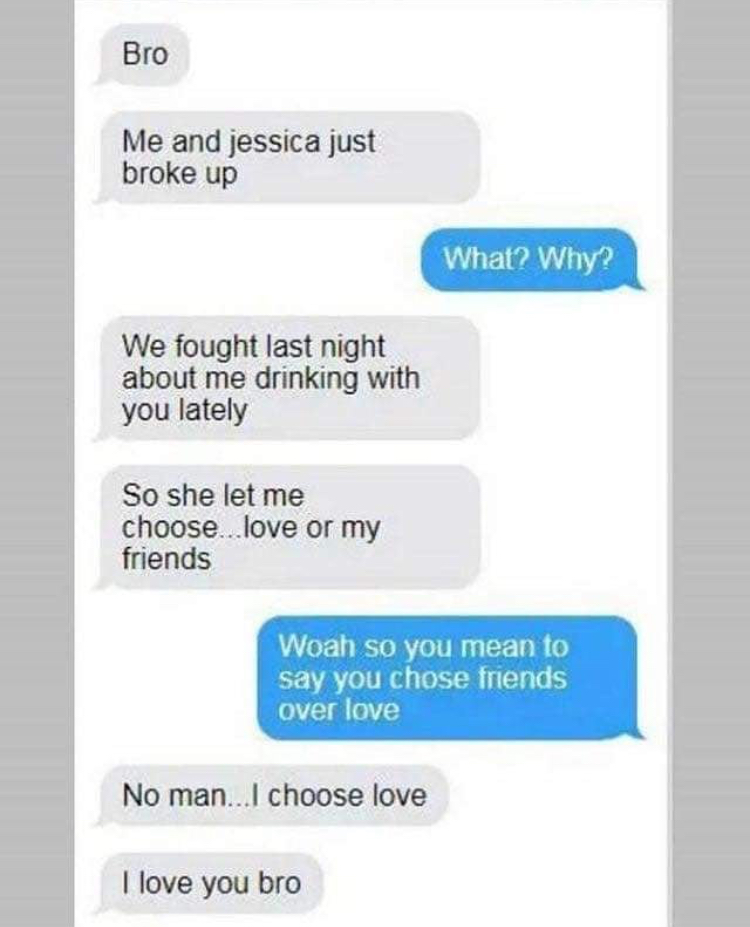 Bro
Me and jessica just
broke up
What? Why?
We fought last night
about me drinking with
you lately
So she let me
choose...love or my
friends
Woah so you mean to
say you chose friends
over love
No man...I choose love
I love you bro